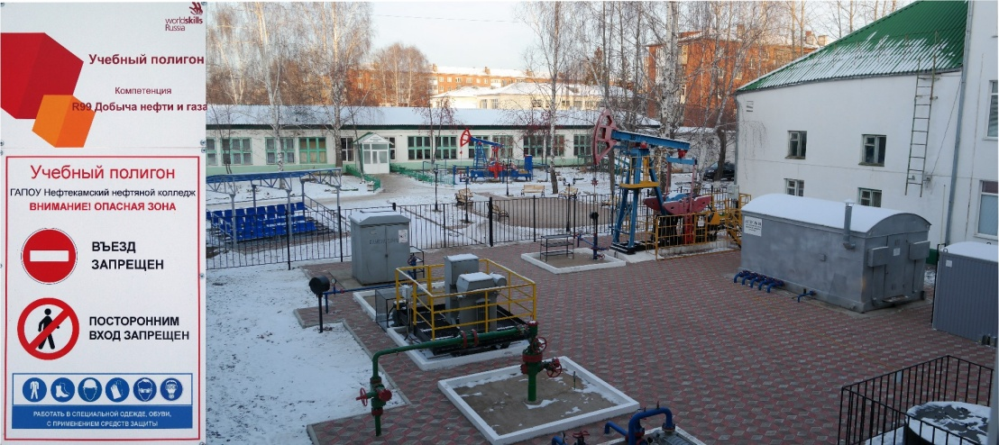 worldskills
Russia
Учебный полигон
Компетенция
R99 Добыча нефти и газа
Учебный полигон
ГАПОУ Нефтекамский нефтяной колледж
ВНИМАНИЕ! ОПАСНАЯ ЗОНА
ВЪЕЗД
ЗАПРЕЩЕН
ПОСТОРОННИМ
ВХОД ЗАПРЕЩЕН
РАБОТАТЬ В СПЕЦИАЛЬНОЙ ОДЕЖДЕ, ОБУВИ,
С ПРИМЕНЕНИЕМ СРЕДСТВ ЗАЩИТЫ